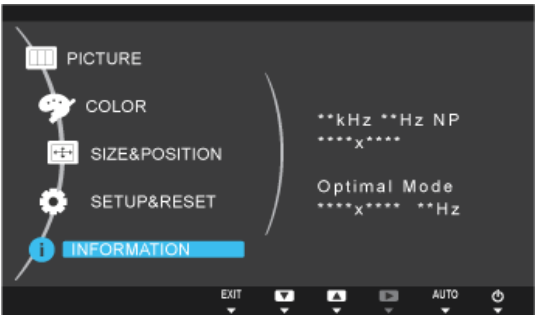 PICTURE
COLOR
SIZE&POSITION
SETUP&RESET
INFORMATION
**kHz **Hz NP
****x****
Optimal Mode
****x**** **Hz
EXIT
AUTO